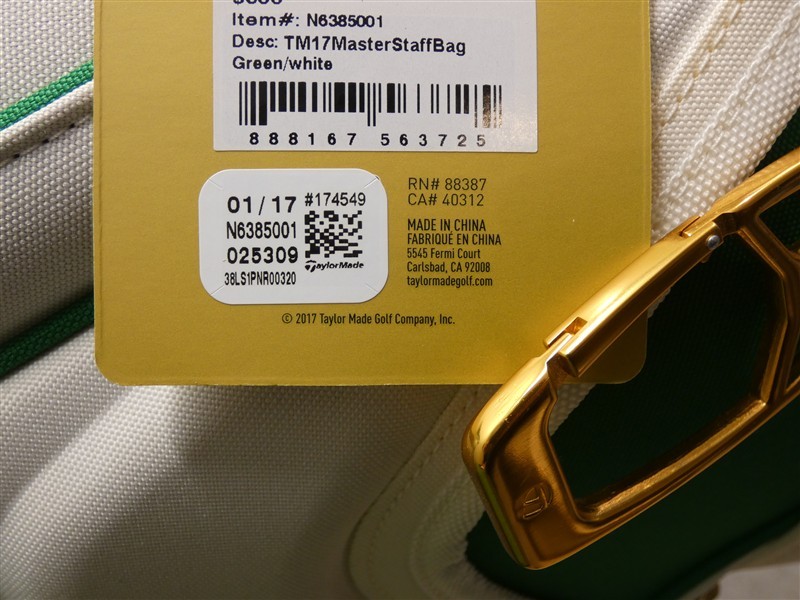 Item#: N6385001
Desc: TM17MasterStaffBag
Green/white
888167 563725
01/17 #174549
N6385001
025309
38LS1PNR00320
TaylorMade
RN# 88387
CA# 40312
MADE IN CHINA
FABRIQUÉ EN CHINA
5545 Fermi Court
Carlsbad, CA 92008
taylormadegolf.com
© 2017 Taylor Made Golf Company, Inc.